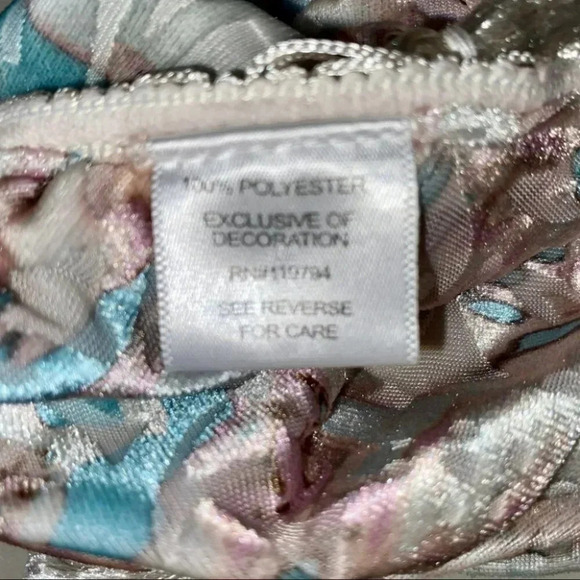 100% POLYESTER
EXCLUSIVE OF
DECORATION
RN#119794
SEE REVERSE
FOR CARE